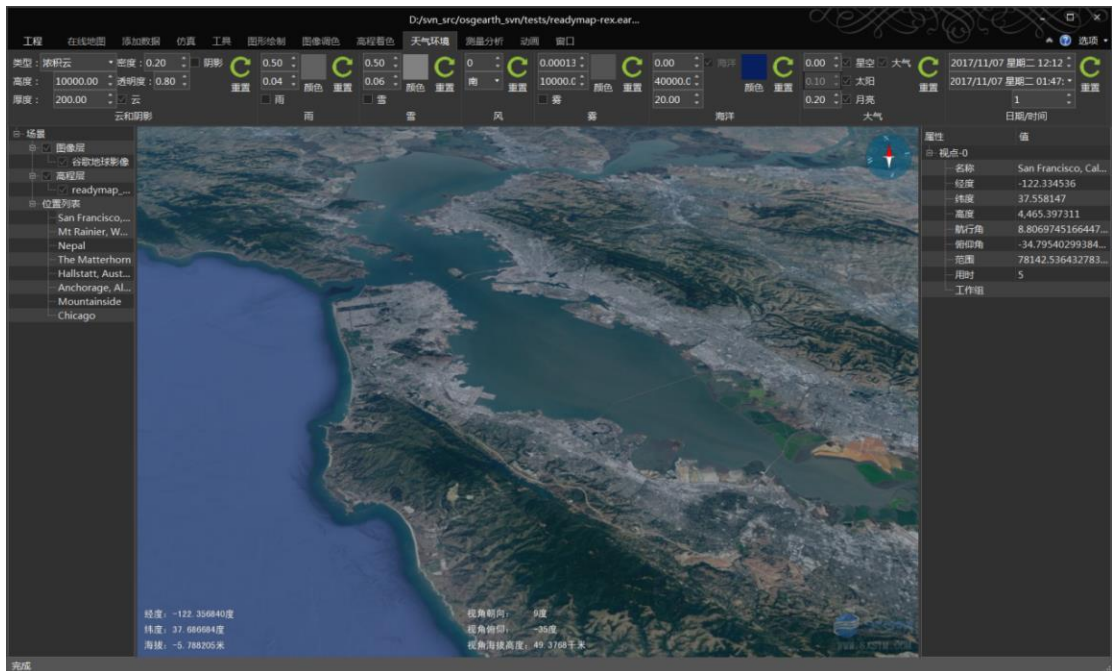 D:/svn_src/osgearth_svn/tests/readymap-rex.ear...
工程 在线地图 添加数据 仿真 工具 图形绘制 图像调色 高程着色 天气环境 测量分析 动画 窗口 选项
类型: 浓积云 密度: 0.20 阴影 0.50 0.50 0 0.00013 0.00 海洋 0.00 星空 大气 2017/11/07 星期二 12:12
高度: 10000.00 透明度: 0.80 重置 0.04 颜色 重置 0.06 颜色 重置 南 重置 10000.0 颜色 重置 40000.0 颜色 重置 0.10 太阳 重置 2017/11/07 星期二 01:47: 重置
厚度: 200.00 云 雨 雪 雾 20.00 0.20 月亮 1
云和阴影 雨 雪 风 雾 海洋 大气 日期/时间
场景
图像层
谷歌地球影像
高程层
readymap_...
位置列表
San Francisco,...
Mt Rainier, W...
Nepal
The Matterhorn
Hallstatt, Aust...
Anchorage, Al...
Mountainside
Chicago
属性 值
视点-0
名称 San Francisco, Cal...
经度 -122.334536
纬度 37.558147
高度 4,465.397311
航行角 8.8069745166447...
俯仰角 -34.79540299384...
范围 78142.536432783...
用时 5
工作组
经度: -122.356840度
纬度: 37.686684度
海拔: -5.788205米
视角朝向: 9度
视角俯仰: -35度
视角海拔高度: 49.3768千米
完成